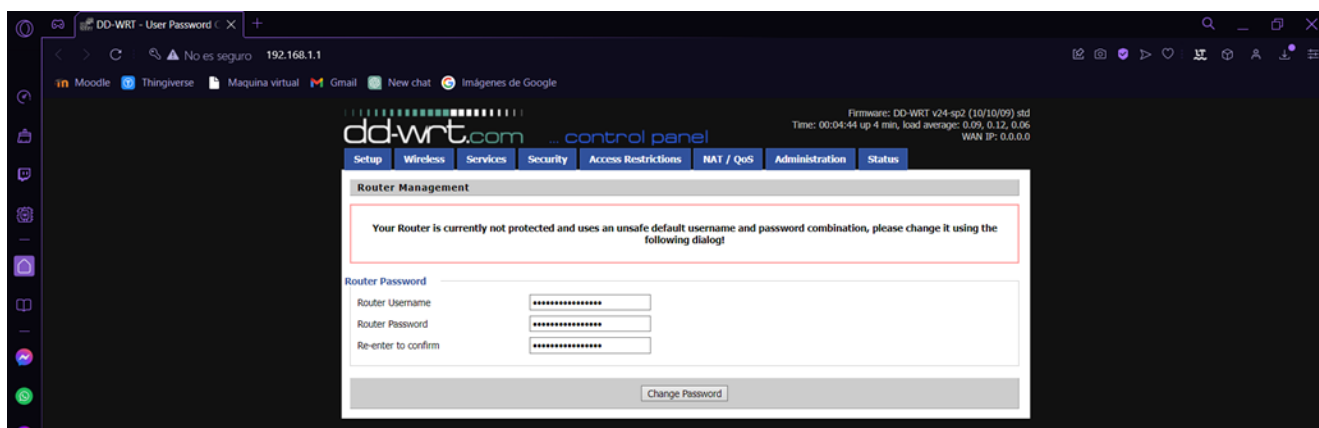 DD-WRT - User Password C
No es seguro 192.168.1.1
m Moodle Thingiverse Maquina virtual Gmail New chat Imágenes de Google
dd-wrt.com ... control panel
Firmware: DD-WRT v24-sp2 (10/10/09) std
Time: 00:04:44 up 4 min, load average: 0.09, 0.12, 0.06
WAN IP: 0.0.0.0
Setup Wireless Services Security Access Restrictions NAT / QoS Administration Status
Router Management
Your Router is currently not protected and uses an unsafe default username and password combination, please change it using the
following dialog!
Router Password
Router Username ••••••••••••••••
Router Password ••••••••••••••••
Re-enter to confirm ••••••••••••••••
Change Password